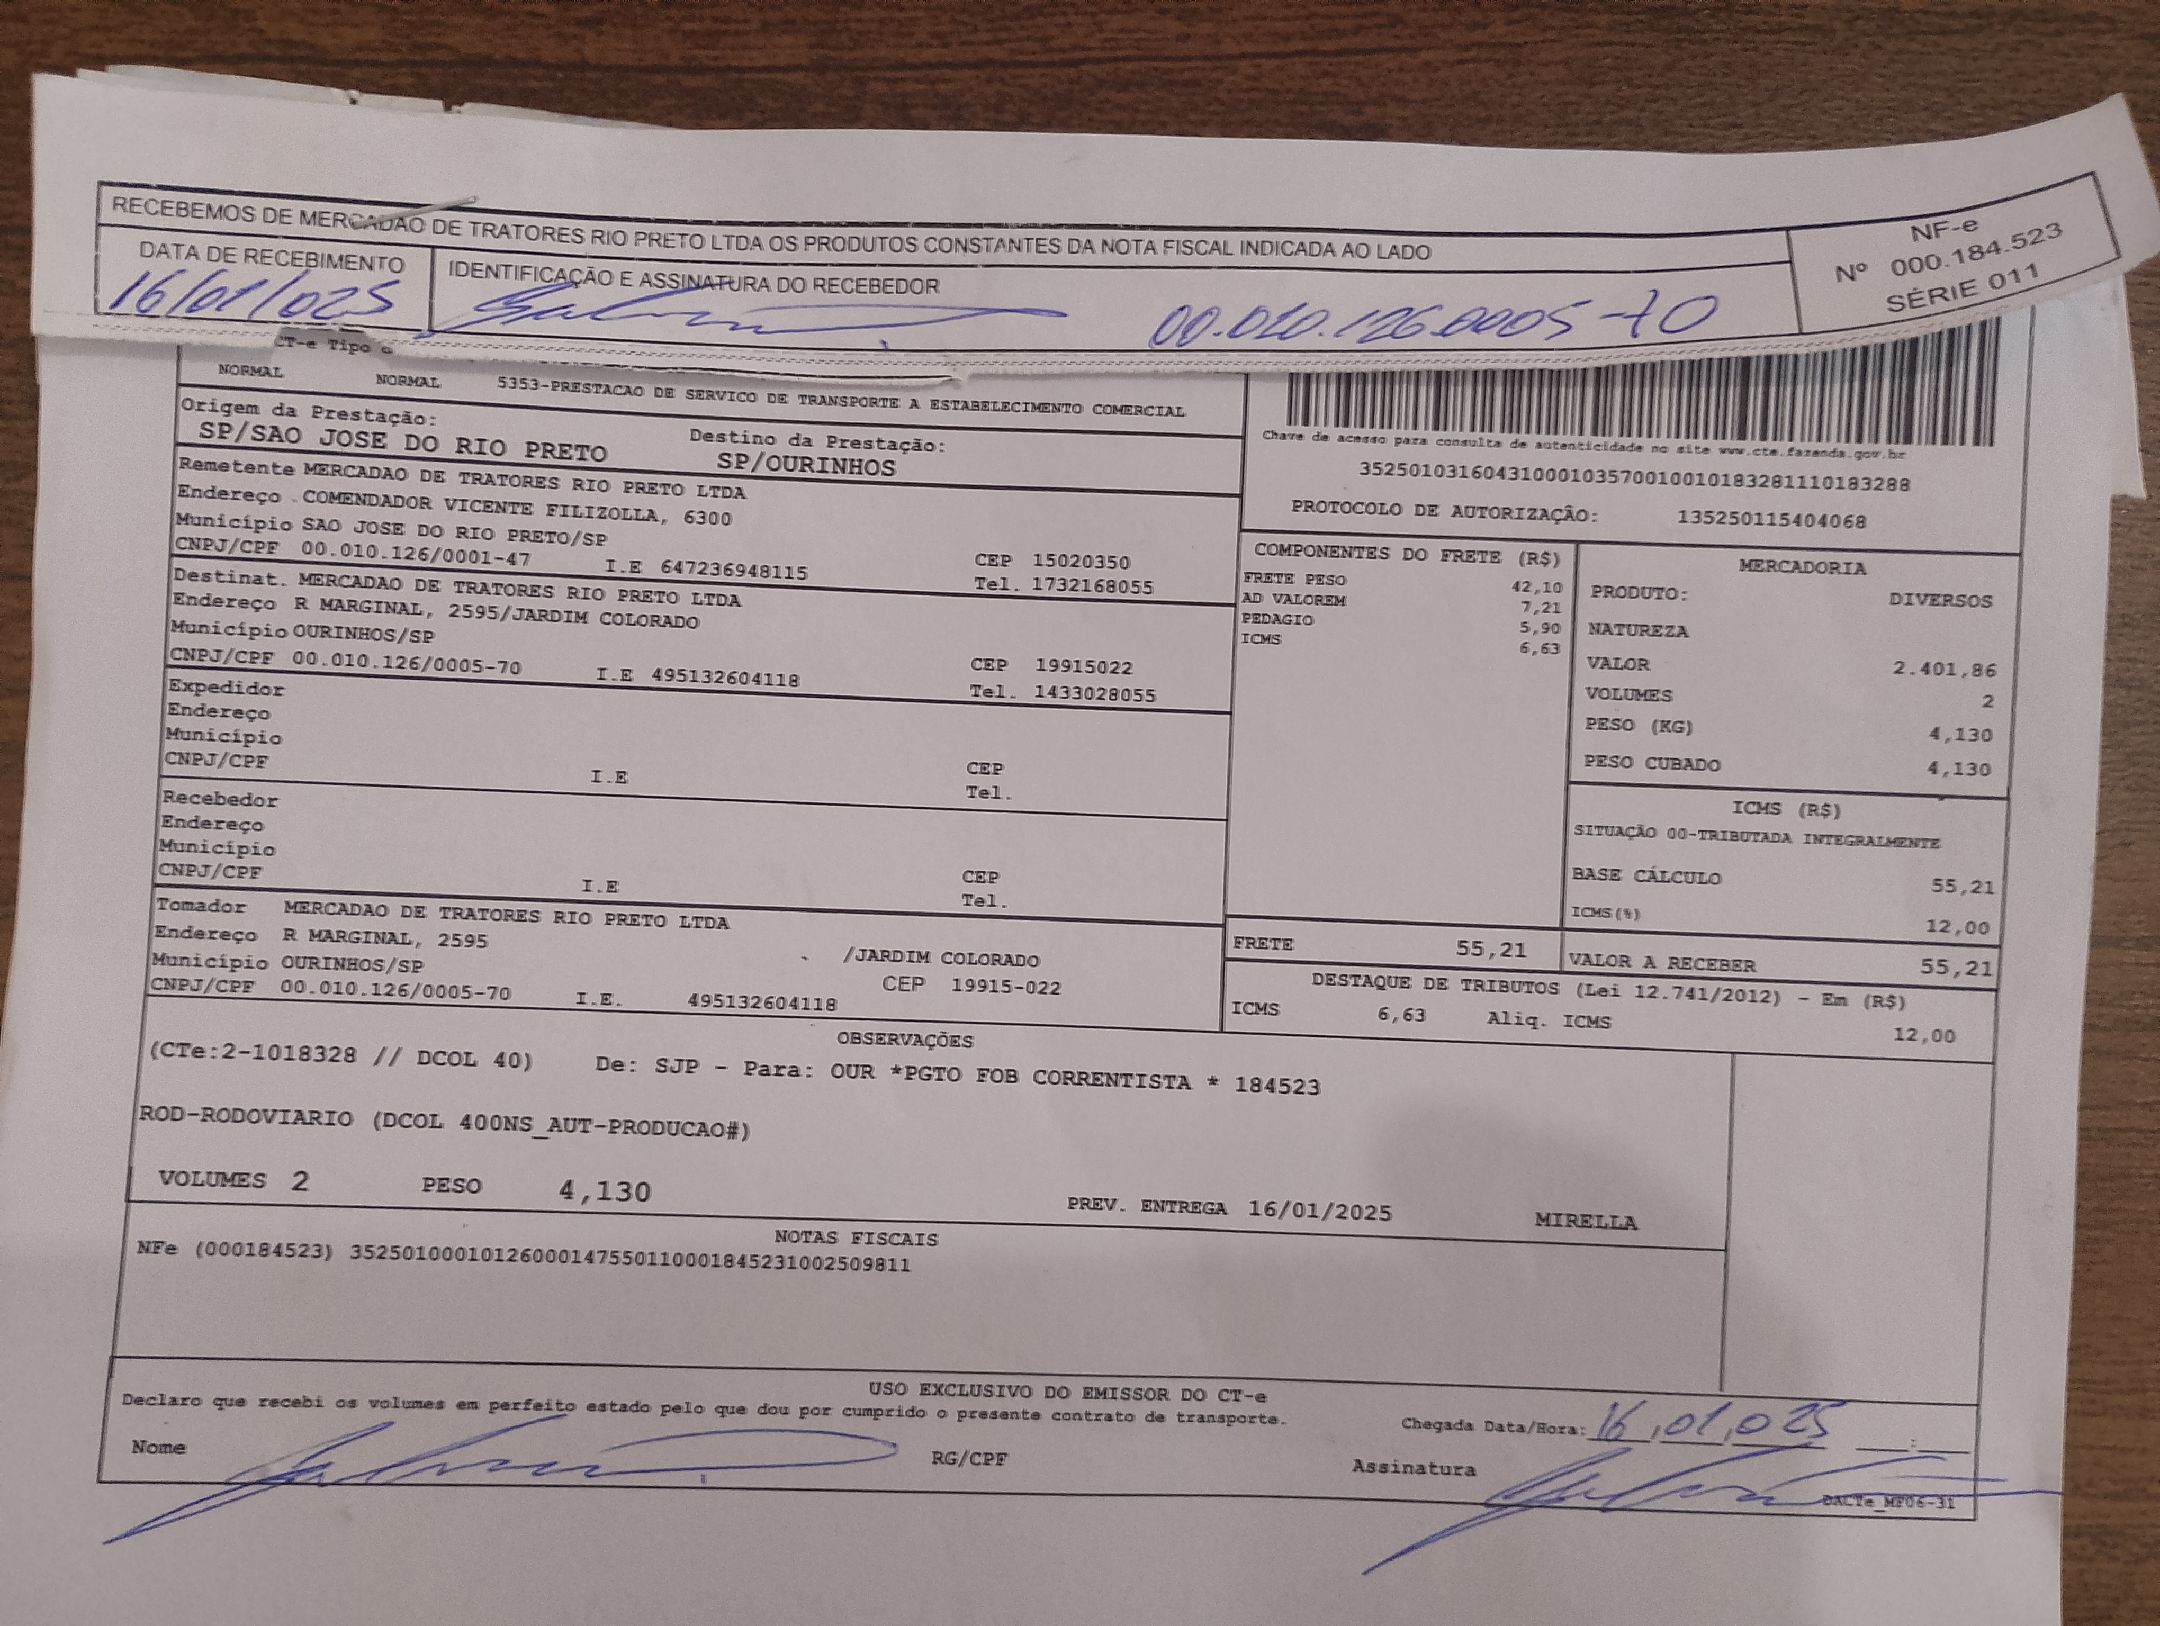 RECEBEMOS DE MERCADAO DE TRATORES RIO PRETO LTDA OS PRODUTOS CONSTANTES DA NOTA FISCAL INDICADA AO LADO
DATA DE RECEBIMENTO
16/01/025
IDENTIFICAÇÃO E ASSINATURA DO RECEBEDOR
00.010.126.0005-70
NF-e
Nº 000.184.523
SÉRIE 011
CT-e Tipo
NORMAL NORMAL 5353-PRESTACAO DE SERVICO DE TRANSPORTE A ESTABELECIMENTO COMERCIAL
Origem da Prestação: Destino da Prestação:
SP/SAO JOSE DO RIO PRETO SP/OURINHOS
Remetente MERCADAO DE TRATORES RIO PRETO LTDA
Endereço COMENDADOR VICENTE FILIZOLLA, 6300
Município SAO JOSE DO RIO PRETO/SP CEP 15020350
CNPJ/CPF 00.010.126/0001-47 I.E 647236948115 Tel. 1732168055
Destinat. MERCADAO DE TRATORES RIO PRETO LTDA
Endereço R MARGINAL, 2595/JARDIM COLORADO
Município OURINHOS/SP CEP 19915022
CNPJ/CPF 00.010.126/0005-70 I.E 495132604118 Tel. 1433028055
Expedidor
Endereço
Município CEP
CNPJ/CPF I.E Tel.
Recebedor
Endereço
Município CEP
CNPJ/CPF I.E Tel.
Tomador MERCADAO DE TRATORES RIO PRETO LTDA
Endereço R MARGINAL, 2595 /JARDIM COLORADO
Município OURINHOS/SP CEP 19915-022
CNPJ/CPF 00.010.126/0005-70 I.E. 495132604118
Chave de acesso para consulta de autenticidade no site www.cte.fazenda.gov.br
35250103160431000103570010010183281110183288
PROTOCOLO DE AUTORIZAÇÃO: 135250115404068
COMPONENTES DO FRETE (R$)
FRETE PESO 42,10
AD VALOREM 7,21
PEDAGIO 5,90
ICMS 6,63
MERCADORIA
PRODUTO: DIVERSOS
NATUREZA
VALOR 2.401,86
VOLUMES 2
PESO (KG) 4,130
PESO CUBADO 4,130
ICMS (R$)
SITUAÇÃO 00-TRIBUTADA INTEGRALMENTE
BASE CÁLCULO 55,21
ICMS(%) 12,00
FRETE 55,21 VALOR A RECEBER 55,21
DESTAQUE DE TRIBUTOS (Lei 12.741/2012) - Em (R$)
ICMS 6,63 Aliq. ICMS 12,00
OBSERVAÇÕES
(CTe:2-1018328 // DCOL 40) De: SJP - Para: OUR *PGTO FOB CORRENTISTA * 184523
ROD-RODOVIARIO (DCOL 400NS_AUT-PRODUCAO#)
VOLUMES 2 PESO 4,130 PREV. ENTREGA 16/01/2025 MIRELLA
NOTAS FISCAIS
NFe (000184523) 35250100010126000147550110001845231002509811
USO EXCLUSIVO DO EMISSOR DO CT-e
Declaro que recebi os volumes em perfeito estado pelo que dou por cumprido o presente contrato de transporte.
Chegada Data/Hora: 16,01,025
Nome RG/CPF Assinatura
DACTe_MF06-31